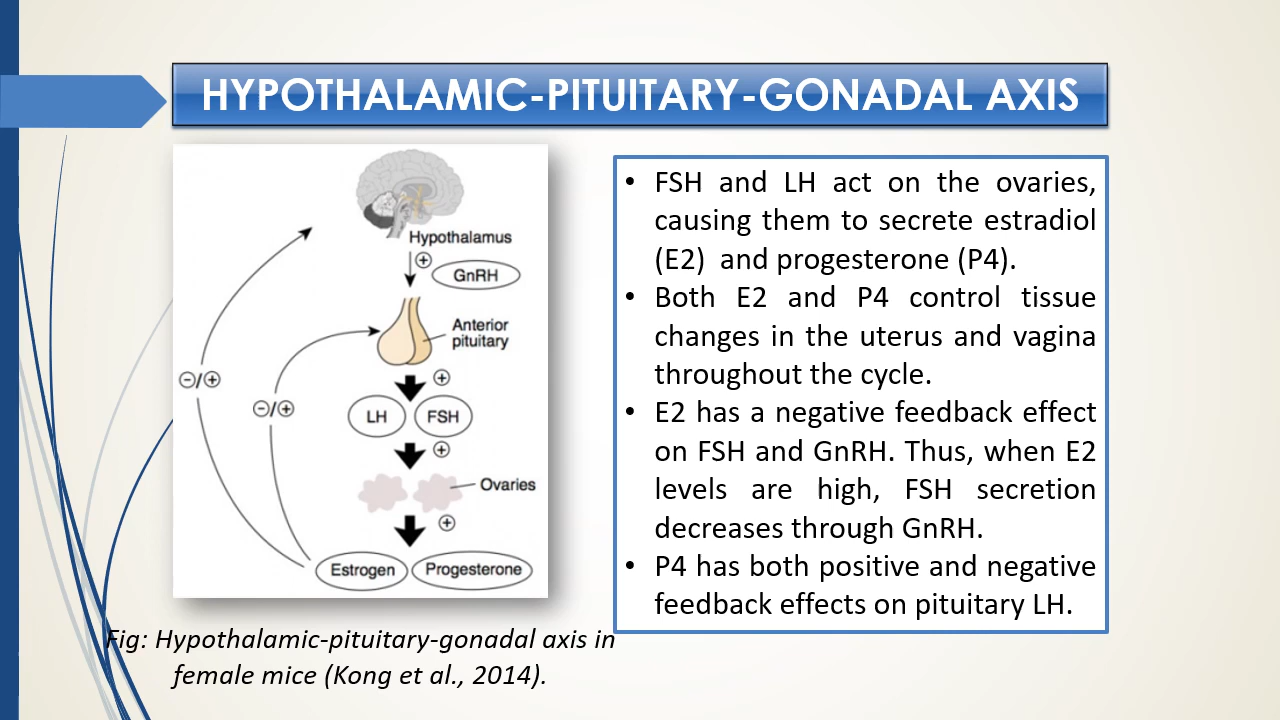 HYPOTHALAMIC-PITUITARY-GONADAL AXIS
Hypothalamus
+
GnRH
Anterior
pituitary
+
−/+
−/+
LH
FSH
+
Ovaries
+
Estrogen
Progesterone
Fig: Hypothalamic-pituitary-gonadal axis in
female mice (Kong et al., 2014).
• FSH and LH act on the ovaries,
causing them to secrete estradiol
(E2) and progesterone (P4).
• Both E2 and P4 control tissue
changes in the uterus and vagina
throughout the cycle.
• E2 has a negative feedback effect
on FSH and GnRH. Thus, when E2
levels are high, FSH secretion
decreases through GnRH.
• P4 has both positive and negative
feedback effects on pituitary LH.